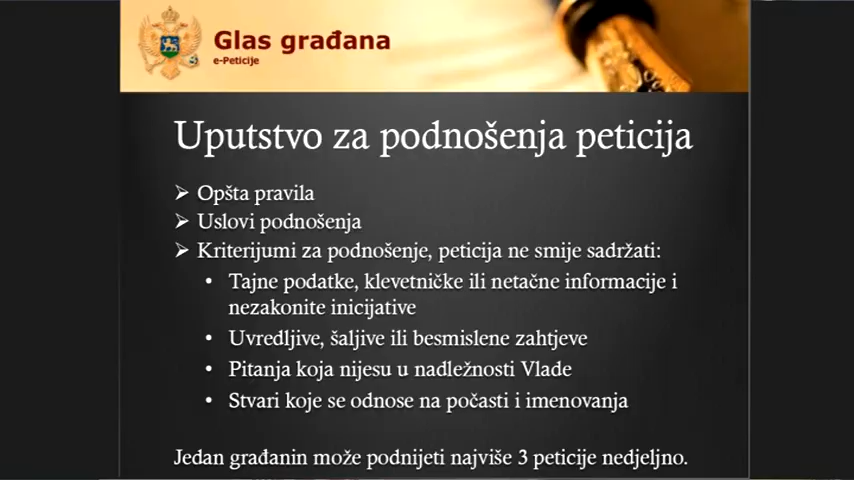 Glas građana
e-Peticije
Uputstvo za podnošenja peticija
Opšta pravila
Uslovi podnošenja
Kriterijumi za podnošenje, peticija ne smije sadržati:
Tajne podatke, klevetničke ili netačne informacije i
nezakonite inicijative
Uvredljive, šaljive ili besmislene zahtjeve
Pitanja koja nijesu u nadležnosti Vlade
Stvari koje se odnose na počasti i imenovanja
Jedan građanin može podnijeti najviše 3 peticije nedjeljno.